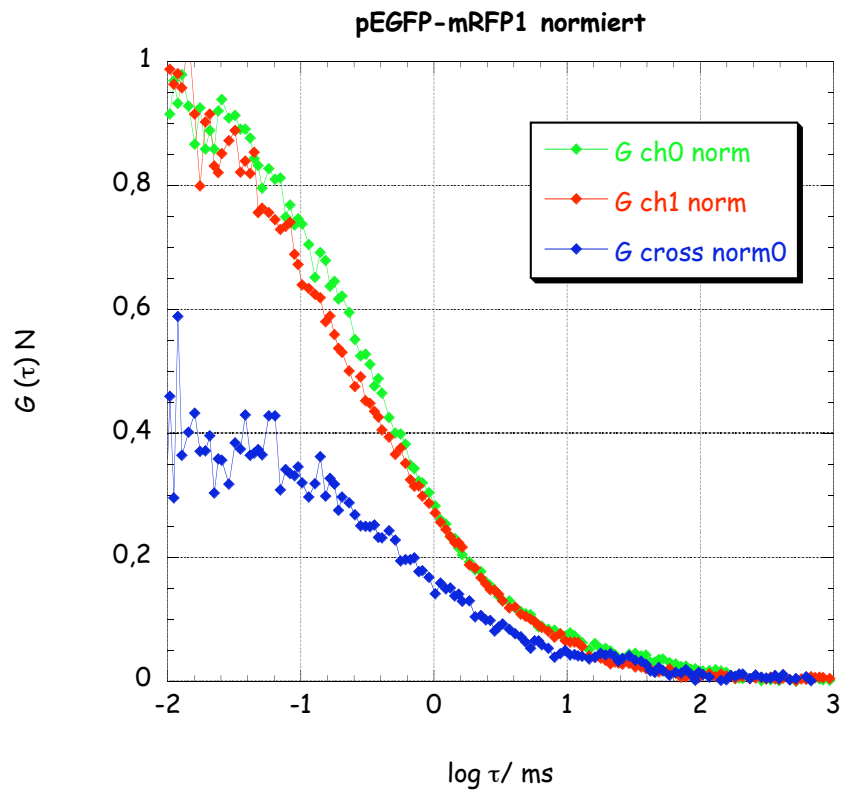 pEGFP-mRFP1 normiert
1
0,8
0,6
0,4
0,2
0
G (τ) N
G ch0 norm
G ch1 norm
G cross norm0
-2
-1
0
1
2
3
log τ/ ms